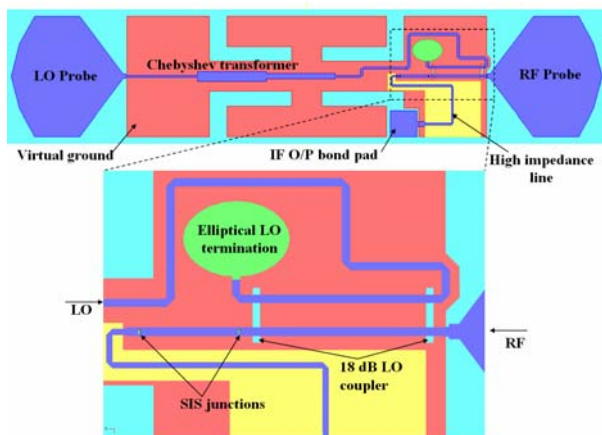 LO Probe
Chebyshev transformer
RF Probe
Virtual ground
IF O/P bond pad
High impedance
line
Elliptical LO
termination
LO
RF
SIS junctions
18 dB LO
coupler